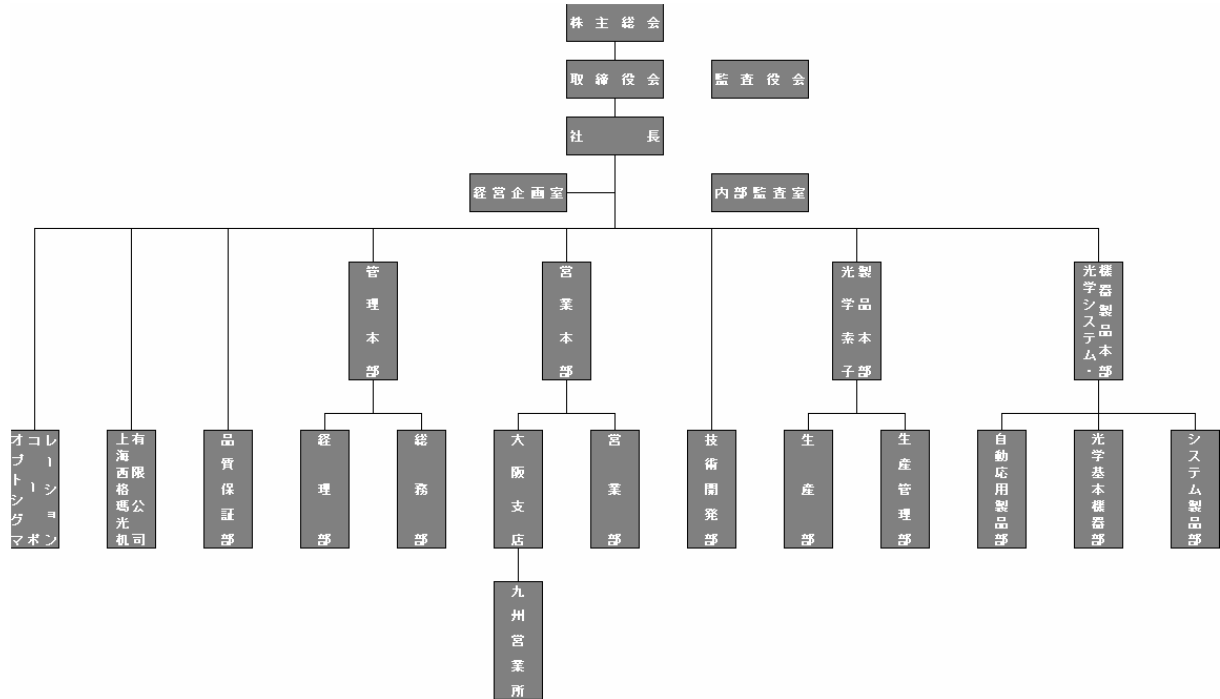 株主総会
取締役会
監査役会
社長
経営企画室
内部監査室
管理本部
営業本部
光学素子
製品本部
光学システム・
機器製品本部
オプトシグマ
コーポ
レーション
上海西格瑪光机
有限公司
品質保証部
経理部
総務部
大阪支店
営業部
技術開発部
生産部
生産管理部
自動応用製品部
光学基本機器部
システム製品部
九州営業所